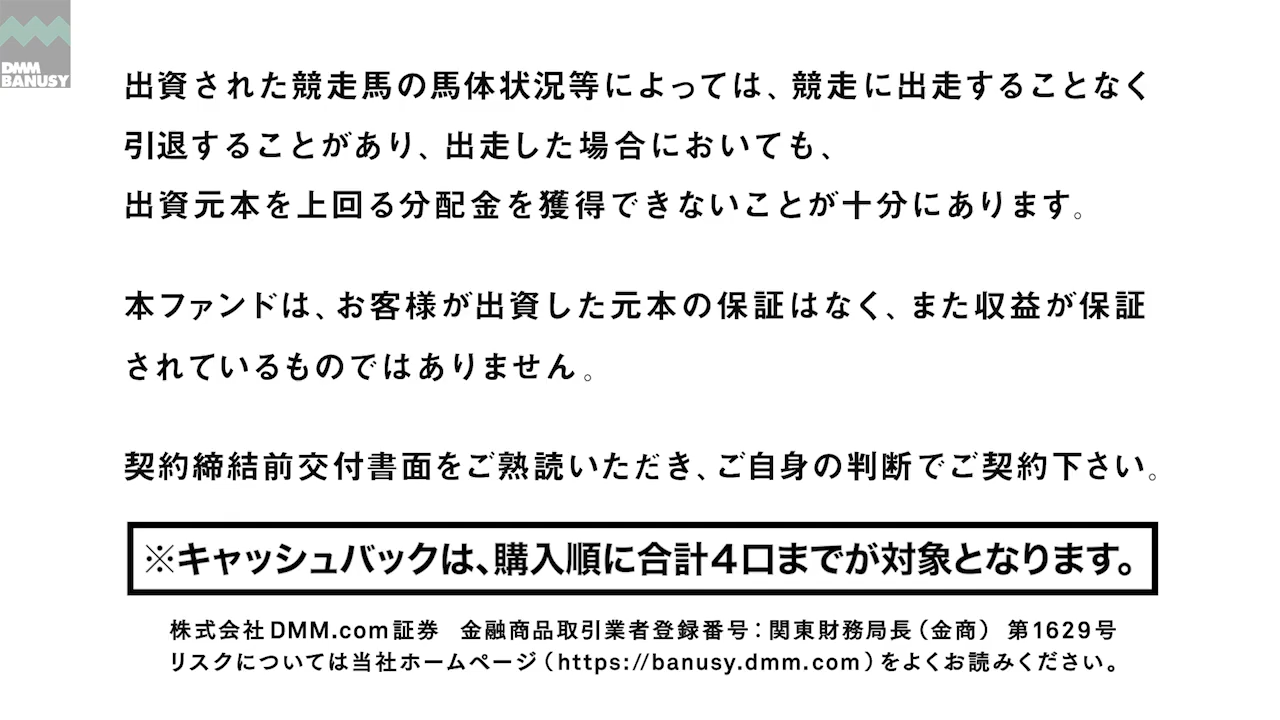 DMM
BANUSY
出資された競走馬の馬体状況等によっては、競走に出走することなく
引退することがあり、出走した場合においても、
出資元本を上回る分配金を獲得できないことが十分にあります。
本ファンドは、お客様が出資した元本の保証はなく、また収益が保証
されているものではありません。
契約締結前交付書面をご熟読いただき、ご自身の判断でご契約下さい。
※キャッシュバックは、購入順に合計4口までが対象となります。
株式会社DMM.com証券 金融商品取引業者登録番号：関東財務局長（金商） 第1629号
リスクについては当社ホームページ（https://banusy.dmm.com）をよくお読みください。